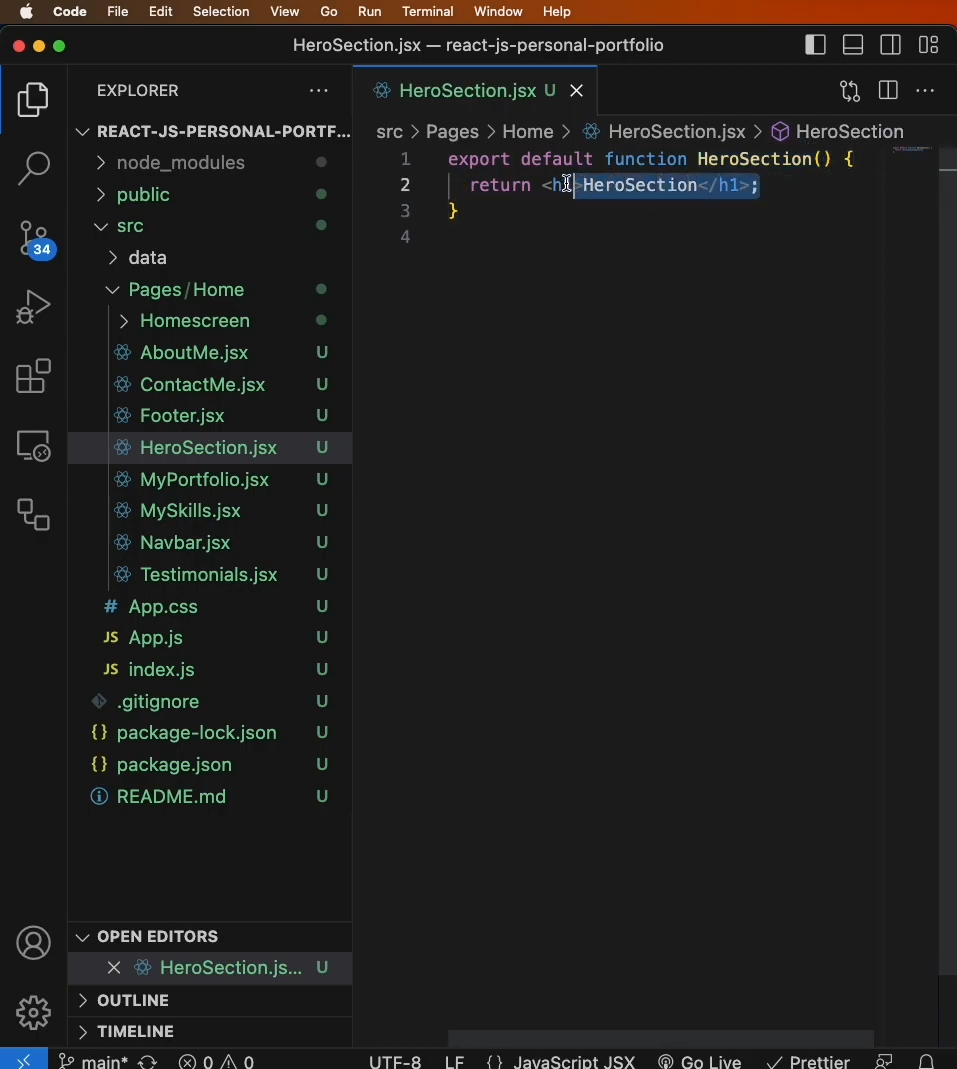 Code File Edit Selection View Go Run Terminal Window Help
HeroSection.jsx — react-js-personal-portfolio
EXPLORER
HeroSection.jsx U
REACT-JS-PERSONAL-PORTF...
src > Pages > Home > HeroSection.jsx > HeroSection
node_modules
public
src
data
Pages/Home
Homescreen
AboutMe.jsx U
ContactMe.jsx U
Footer.jsx U
HeroSection.jsx U
MyPortfolio.jsx U
MySkills.jsx U
Navbar.jsx U
Testimonials.jsx U
# App.css U
JS App.js U
JS index.js U
.gitignore U
{} package-lock.json U
{} package.json U
README.md U
34
1 export default function HeroSection() {
2 return <h1>HeroSection</h1>;
3 }
4
OPEN EDITORS
HeroSection.js... U
OUTLINE
TIMELINE
main* 0 0 UTF-8 LF {} JavaScript JSX Go Live Prettier